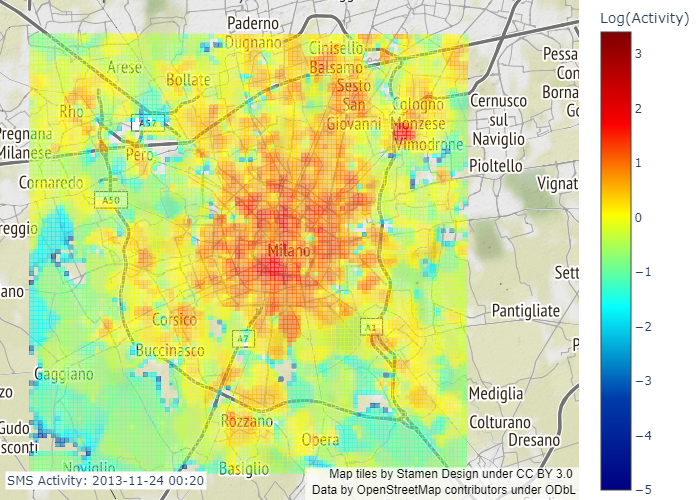 Log(Activity)
Paderno
Dugnano
Cinisello
Balsamo
Arese
Bollate
Sesto
San
Giovanni
Cologno
Monzese
Vimodrone
Cernusco
sul
Naviglio
Pioltello
Pessa
Con
Borna
Go
Rho
A52
Pregnana
Milanese
Pero
Cornaredo
A50
Vignat
reggio
Milano
Sett
ano
Pantigliate
Corsico
A7
A1
Buccinasco
P
Gaggiano
zo
Mediglia
Rozzano
Colturano
Gudo
sconti
Opera
Dresano
Noviglio
Basiglio
SMS Activity: 2013-11-24 00:20
Map tiles by Stamen Design under CC BY 3.0
Data by OpenStreetMap contributors under ODbL
3
2
1
0
−1
−2
−3
−4
−5